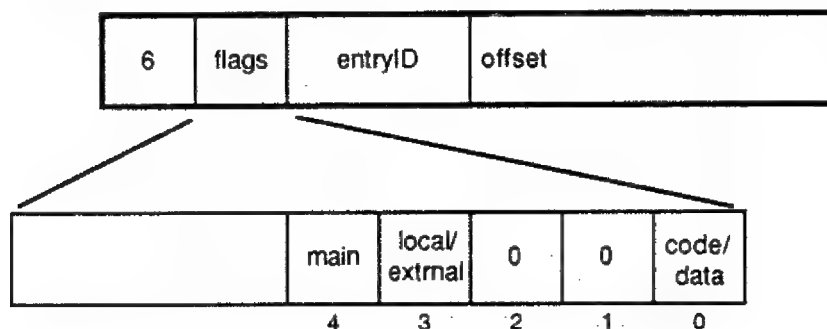 6 flags entryID offset
main local/ extrnal 0 0 code/ data
4 3 2 1 0